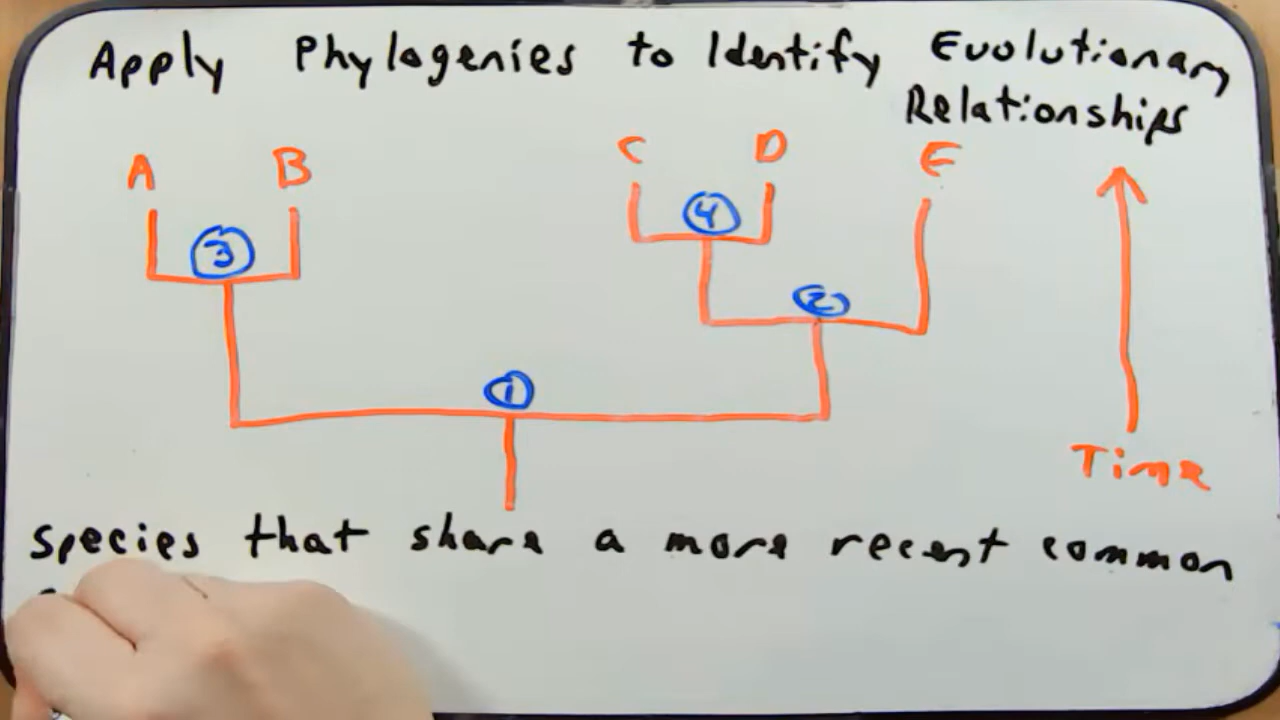 Apply Phylogenies to Identify Evolutionary
Relationships
A B C D E
4
3
2
1
Time
species that share a more recent common